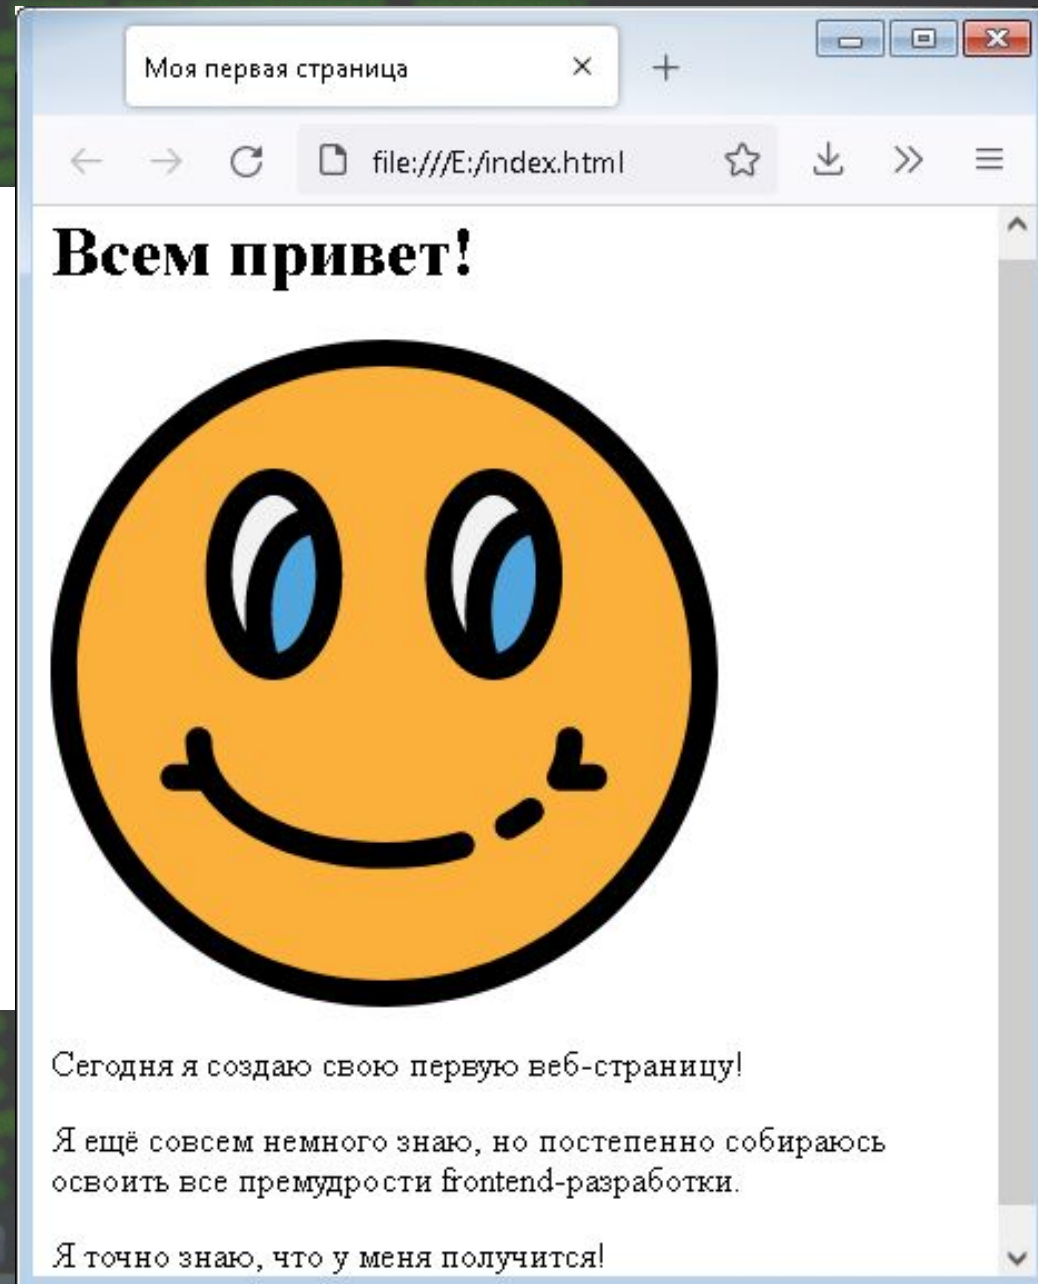 Моя первая страница
file:///E:/index.html
Всем привет!
Сегодня я создаю свою первую веб-страницу!
Я ещё совсем немного знаю, но постепенно собираюсь
освоить все премудрости frontend-разработки.
Я точно знаю, что у меня получится!